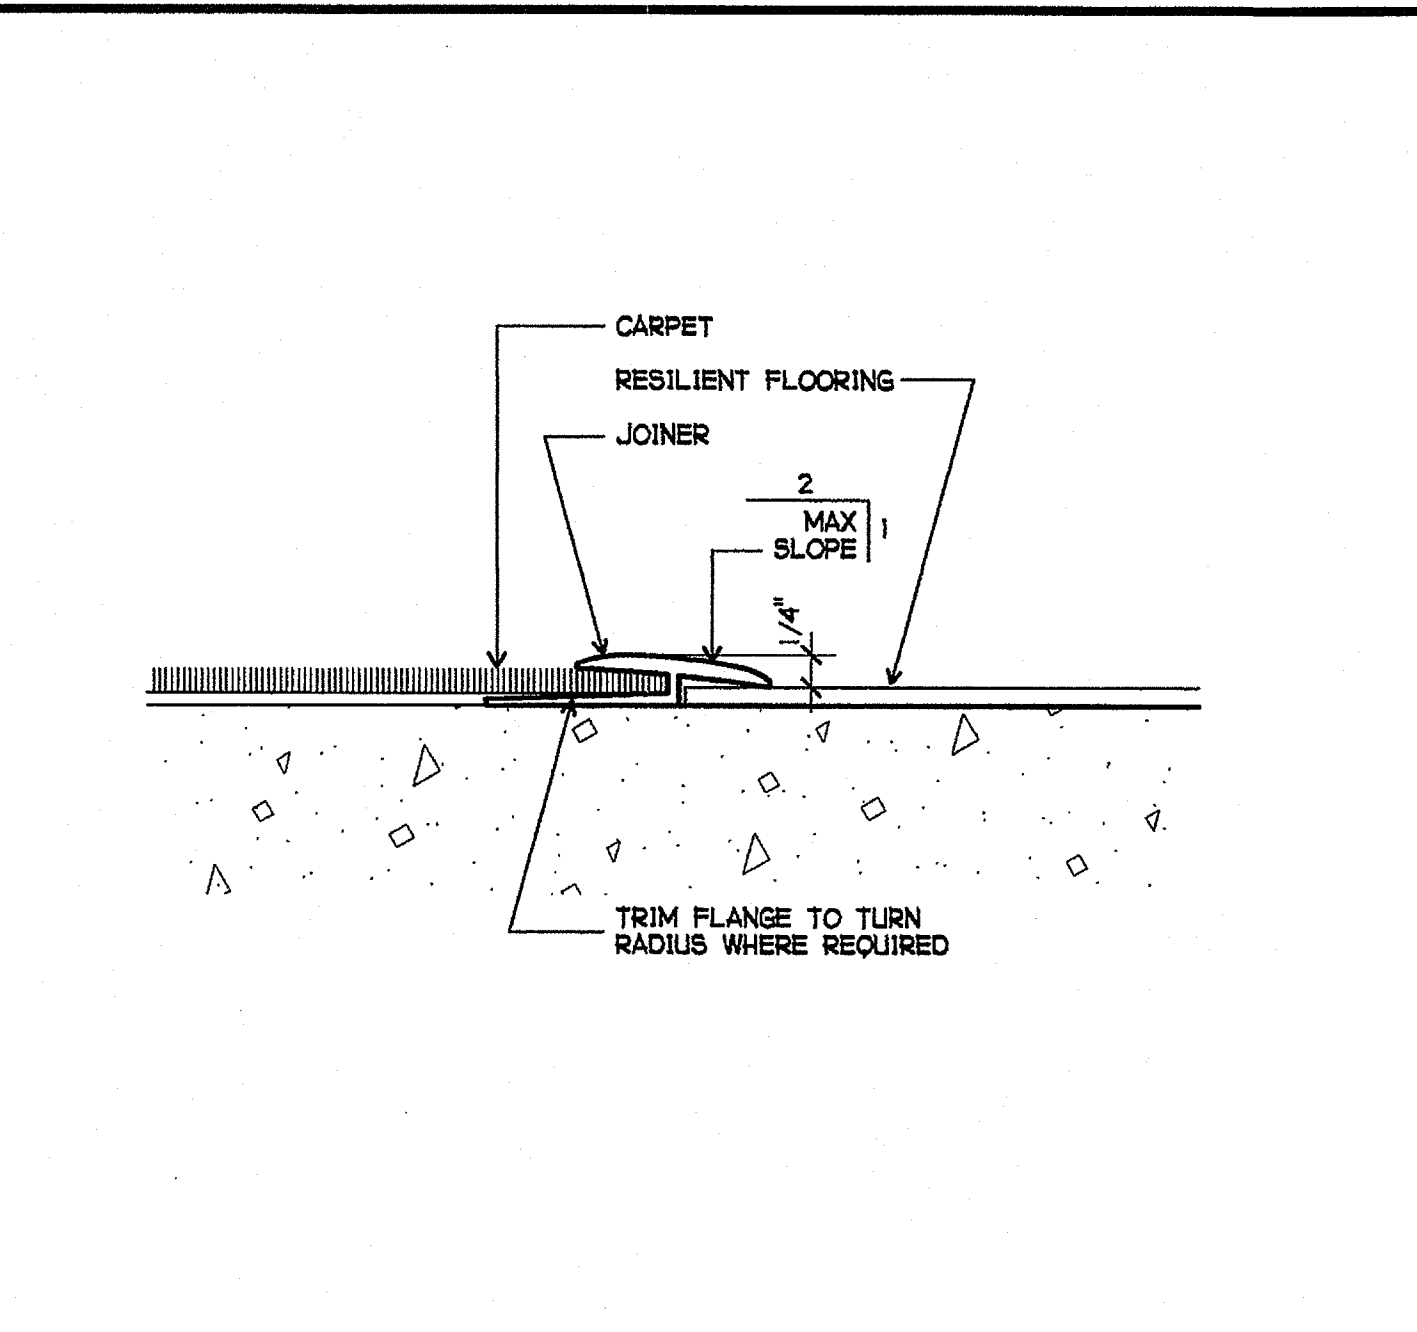 CARPET
RESILIENT FLOORING
JOINER
2
MAX
SLOPE
1
1/4"
TRIM FLANGE TO TURN
RADIUS WHERE REQUIRED